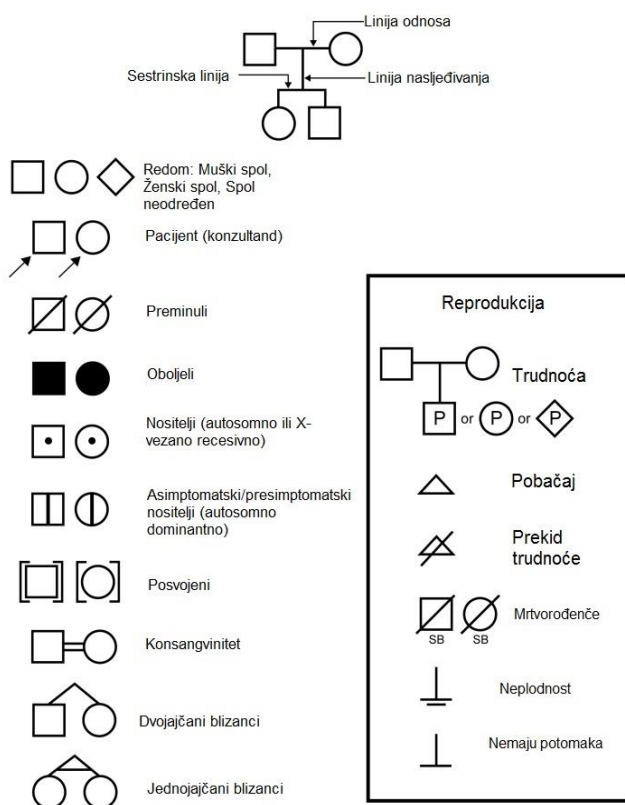 Linija odnosa
Sestrinska linija
Linija nasljeđivanja
Redom: Muški spol,
Ženski spol, Spol
neodređen
Pacijent (konzultand)
Preminuli
Oboljeli
Nositelji (autosomno ili X-
vezano recesivno)
Asimptomatski/presimptomatski
nositelji (autosomno
dominantno)
Posvojeni
Konsangvinitet
Dvojajčani blizanci
Jednojajčani blizanci
Reprodukcija
Trudnoća
P or P or P
Pobačaj
Prekid
trudnoće
Mrtvorođenče
SB SB
Neplodnost
Nemaju potomaka